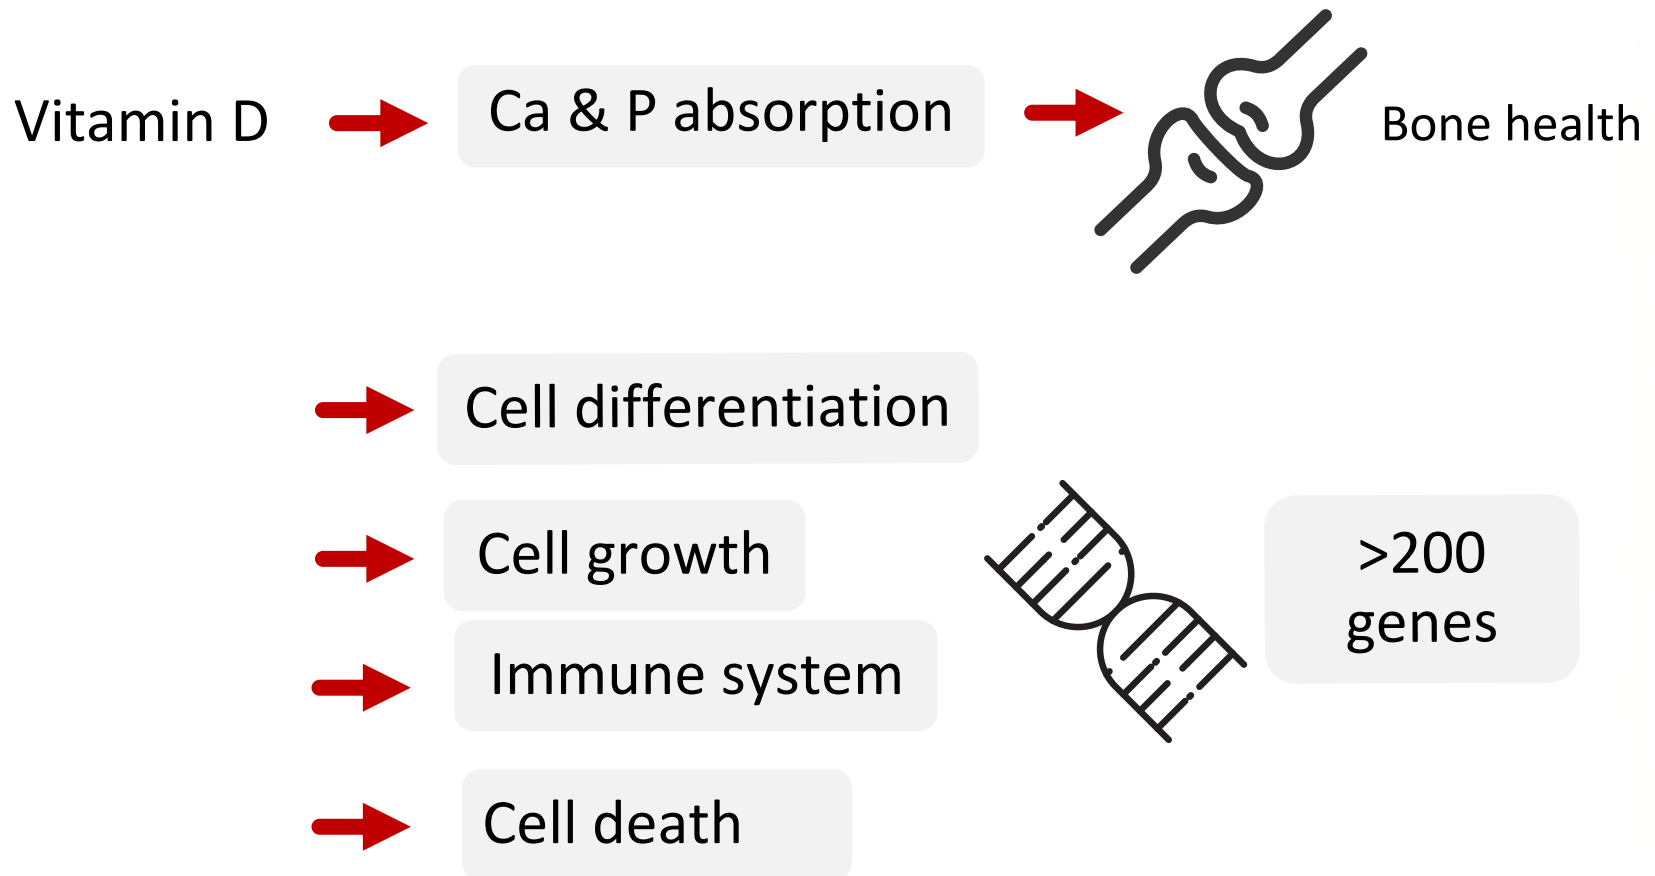 Vitamin D
Ca & P absorption
Bone health
Cell differentiation
Cell growth
>200
genes
Immune system
Cell death